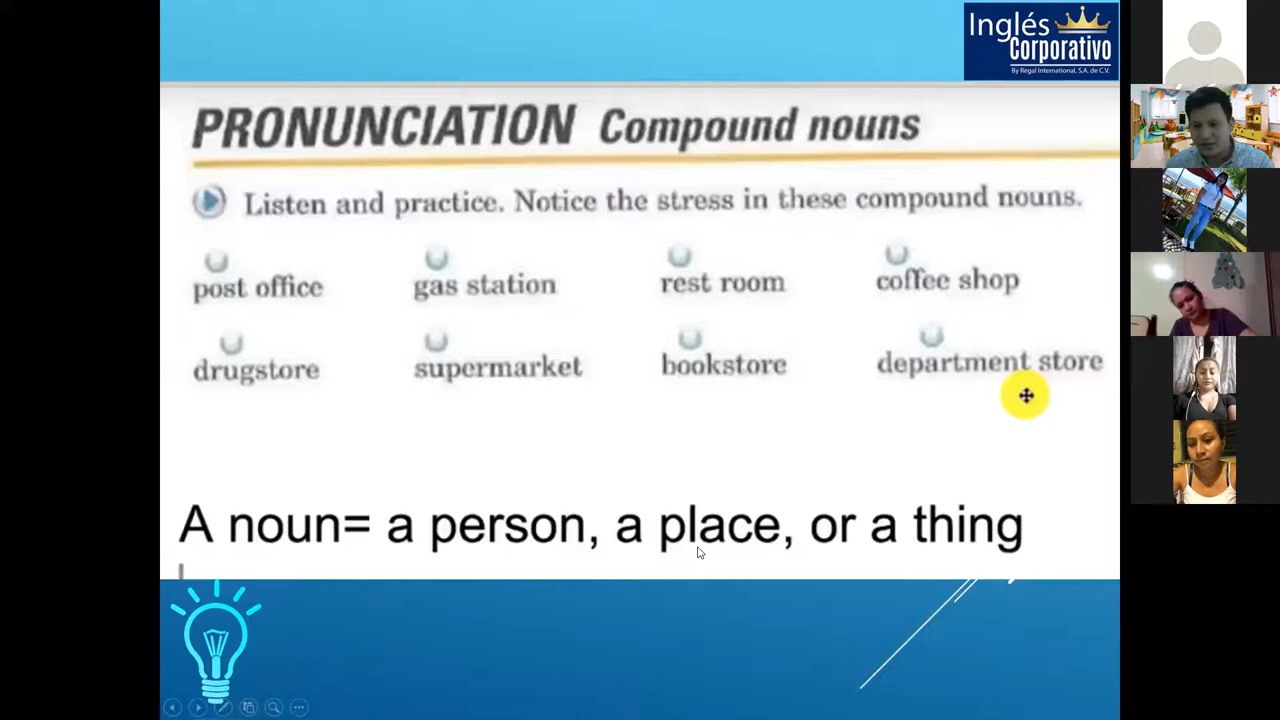 Inglés
Corporativo
By Regal International, S.A. de C.V.
PRONUNCIATION Compound nouns
Listen and practice. Notice the stress in these compound nouns.
post office gas station rest room coffee shop
drugstore supermarket bookstore department store
A noun= a person, a place, or a thing